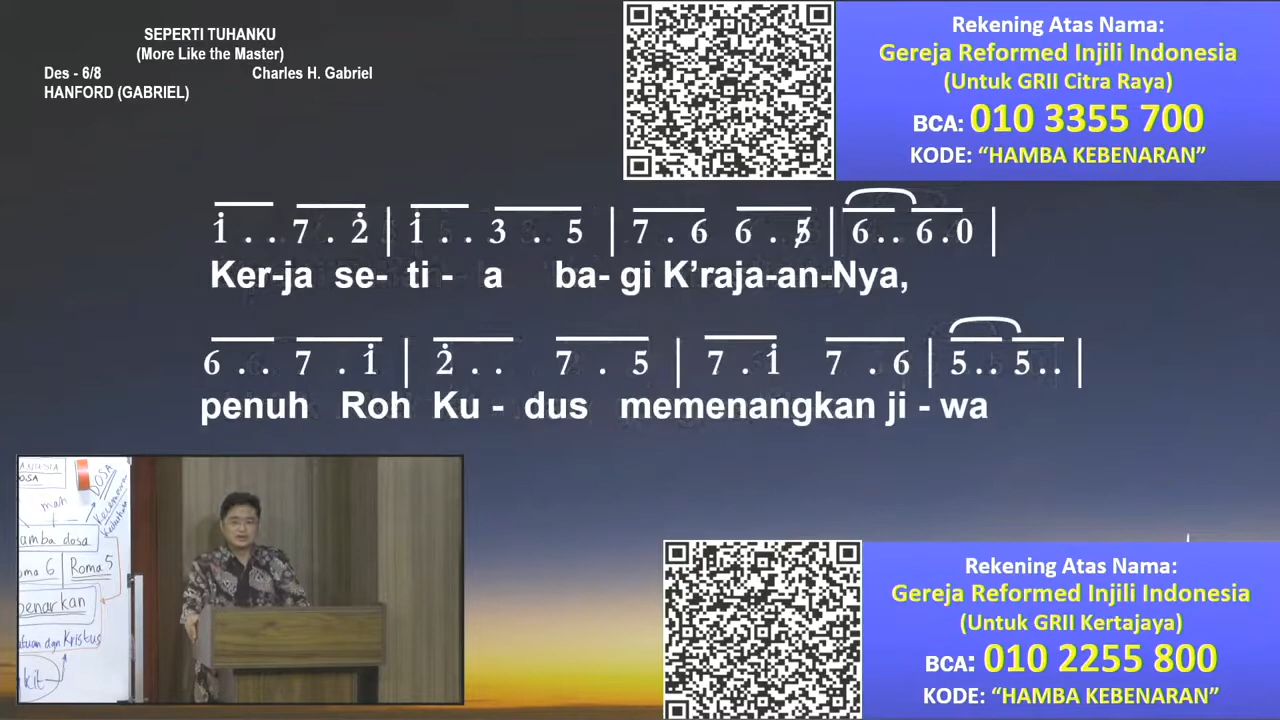 SEPERTI TUHANKU
(More Like the Master)
Des - 6/8 Charles H. Gabriel
HANFORD (GABRIEL)
Rekening Atas Nama:
Gereja Reformed Injili Indonesia
(Untuk GRII Citra Raya)
BCA: 010 3355 700
KODE: “HAMBA KEBENARAN”
1̇ . . 7 . 2̇ | 1̇ . . 3 . 5 | 7 . 6 6 . 5̸ | 6 . . 6 . 0 |
Ker-ja se- ti - a ba- gi K’raja-an-Nya,
6 . . 7 . 1̇ | 2̇ . . 7 . 5 | 7 . 1̇ 7 . 6 | 5 . . 5 . . |
penuh Roh Ku - dus memenangkan ji - wa
DOSA
amba dosa
Roma 5
benarkan
Kristus
Rekening Atas Nama:
Gereja Reformed Injili Indonesia
(Untuk GRII Kertajaya)
BCA: 010 2255 800
KODE: “HAMBA KEBENARAN”